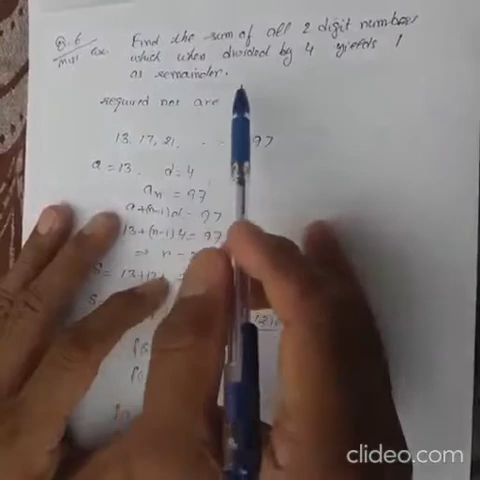 Q.6 Find the sum of all 2 digit numbers
Misc Ex. which when divided by 4 yields 1
as remainder.
required nos are
13, 17, 21, - - 97
a = 13, d = 4
an = 97
a+(n-1)d = 97
13+(n-1)4 = 97
⇒ n =
S = 13+17+
S =
clideo.com